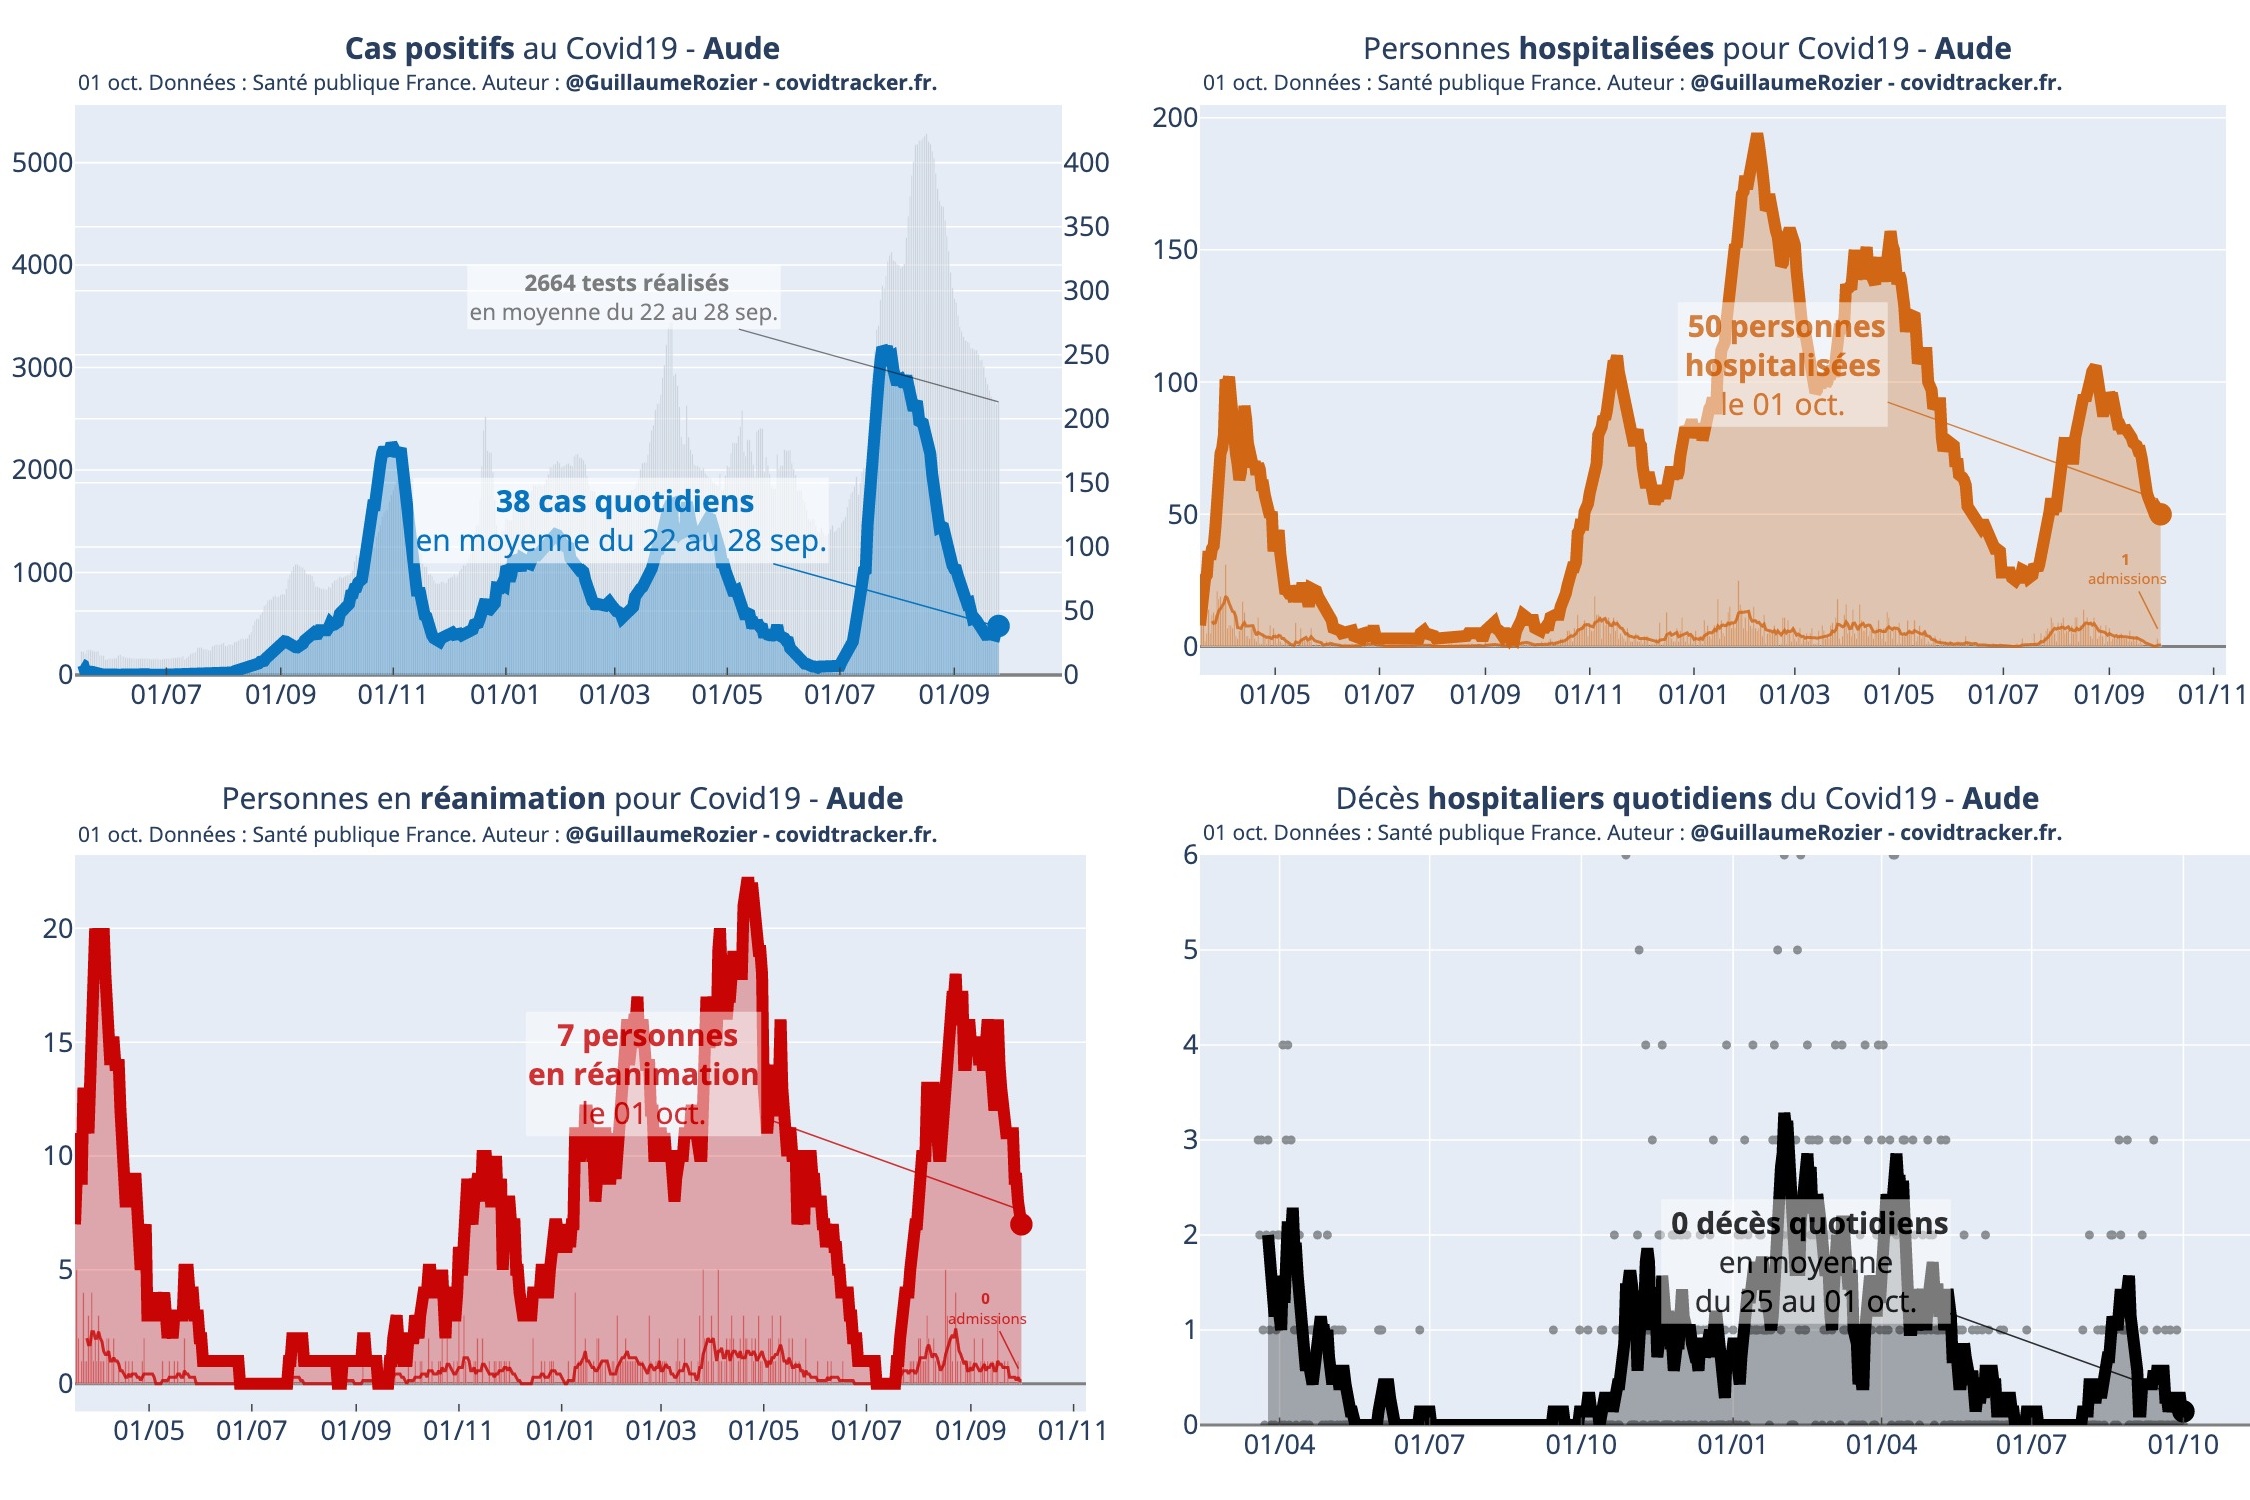 Cas positifs au Covid19 - Aude
01 oct. Données : Santé publique France. Auteur : @GuillaumeRozier - covidtracker.fr.
5000
4000
3000
2000
1000
0
400
350
300
250
200
150
100
50
0
2664 tests réalisés
en moyenne du 22 au 28 sep.
38 cas quotidiens
en moyenne du 22 au 28 sep.
01/07 01/09 01/11 01/01 01/03 01/05 01/07 01/09
Personnes hospitalisées pour Covid19 - Aude
01 oct. Données : Santé publique France. Auteur : @GuillaumeRozier - covidtracker.fr.
200
150
100
50
0
50 personnes
hospitalisées
le 01 oct.
1
admissions
01/05 01/07 01/09 01/11 01/01 01/03 01/05 01/07 01/09 01/11
Personnes en réanimation pour Covid19 - Aude
01 oct. Données : Santé publique France. Auteur : @GuillaumeRozier - covidtracker.fr.
20
15
10
5
0
7 personnes
en réanimation
le 01 oct.
0
admissions
01/05 01/07 01/09 01/11 01/01 01/03 01/05 01/07 01/09 01/11
Décès hospitaliers quotidiens du Covid19 - Aude
01 oct. Données : Santé publique France. Auteur : @GuillaumeRozier - covidtracker.fr.
6
5
4
3
2
1
0
0 décès quotidiens
en moyenne
du 25 au 01 oct.
01/04 01/07 01/10 01/01 01/04 01/07 01/10